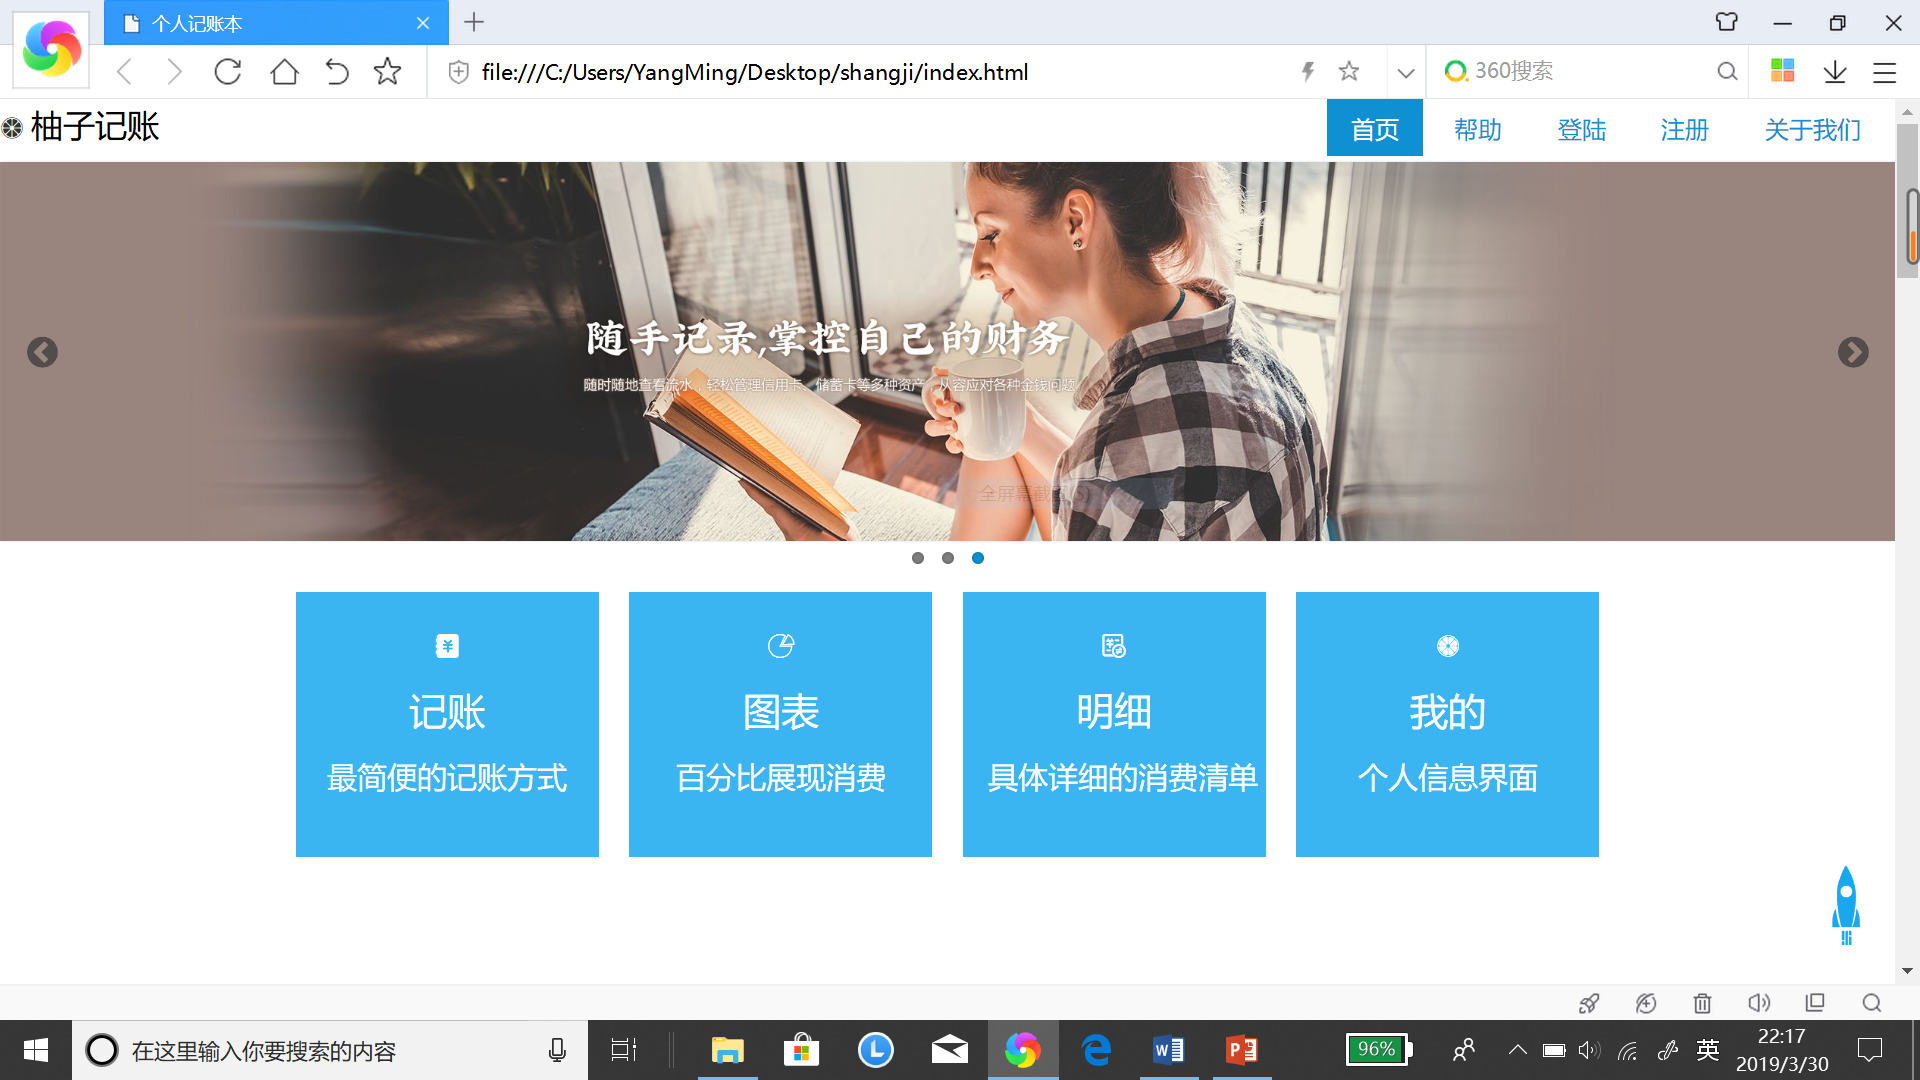 个人记账本
file:///C:/Users/YangMing/Desktop/shangji/index.html
360搜索
柚子记账
首页
帮助
登陆
注册
关于我们
随手记录,掌控自己的财务
随时随地查看流水，轻松管理信用卡、储蓄卡等多种资产，从容应对各种金钱问题
全屏幕截
记账
最简便的记账方式
图表
百分比展现消费
明细
具体详细的消费清单
我的
个人信息界面
在这里输入你要搜索的内容
96%
英
22:17
2019/3/30